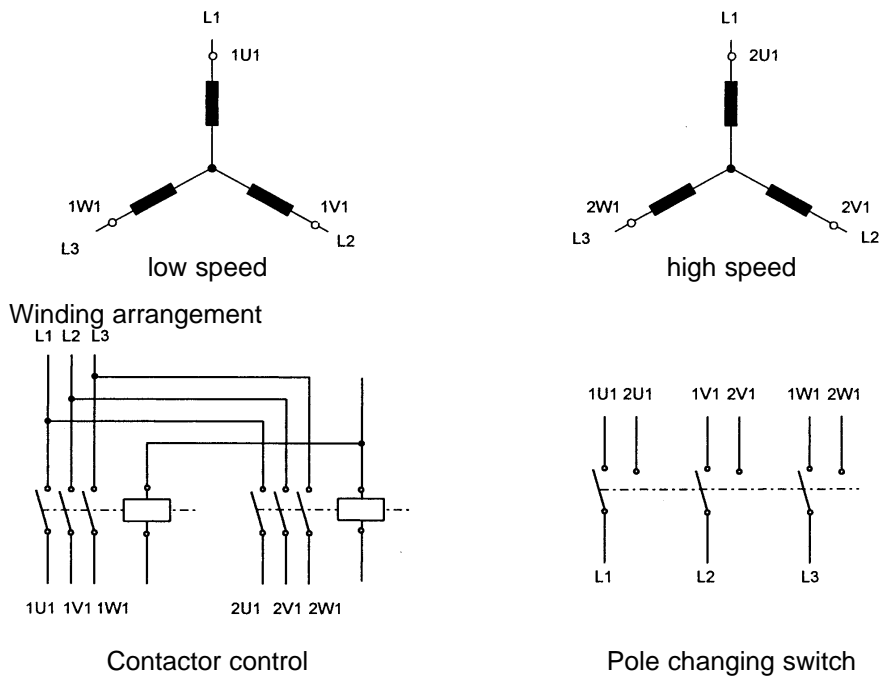 L1 L1
1U1 2U1
1W1 1V1 2W1 2V1
L3 L2 L3 L2
low speed high speed
Winding arrangement
L1 L2 L3
1U1 2U1 1V1 2V1 1W1 2W1
L1 L2 L3
1U1 1V1 1W1 2U1 2V1 2W1
Contactor control Pole changing switch